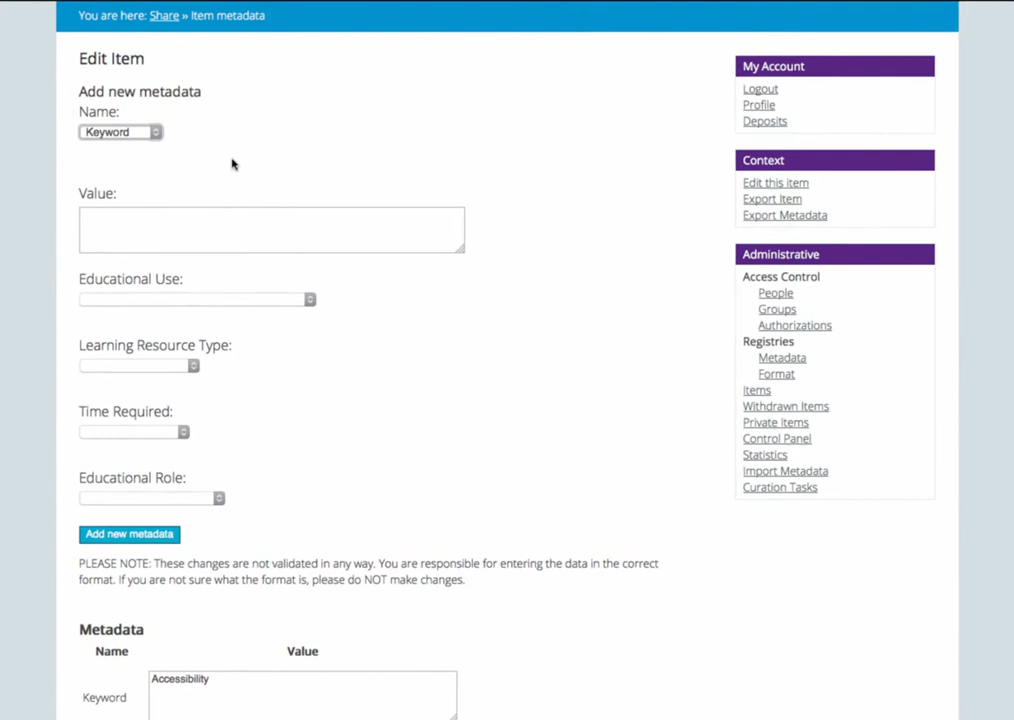 You are here: Share » Item metadata
Edit Item
Add new metadata
Name:
Keyword
Value:
Educational Use:
Learning Resource Type:
Time Required:
Educational Role:
Add new metadata
PLEASE NOTE: These changes are not validated in any way. You are responsible for entering the data in the correct
format. If you are not sure what the format is, please do NOT make changes.
Metadata
Name Value
Keyword Accessibility
My Account
Logout
Profile
Deposits
Context
Edit this item
Export Item
Export Metadata
Administrative
Access Control
People
Groups
Authorizations
Registries
Metadata
Format
Items
Withdrawn Items
Private Items
Control Panel
Statistics
Import Metadata
Curation Tasks